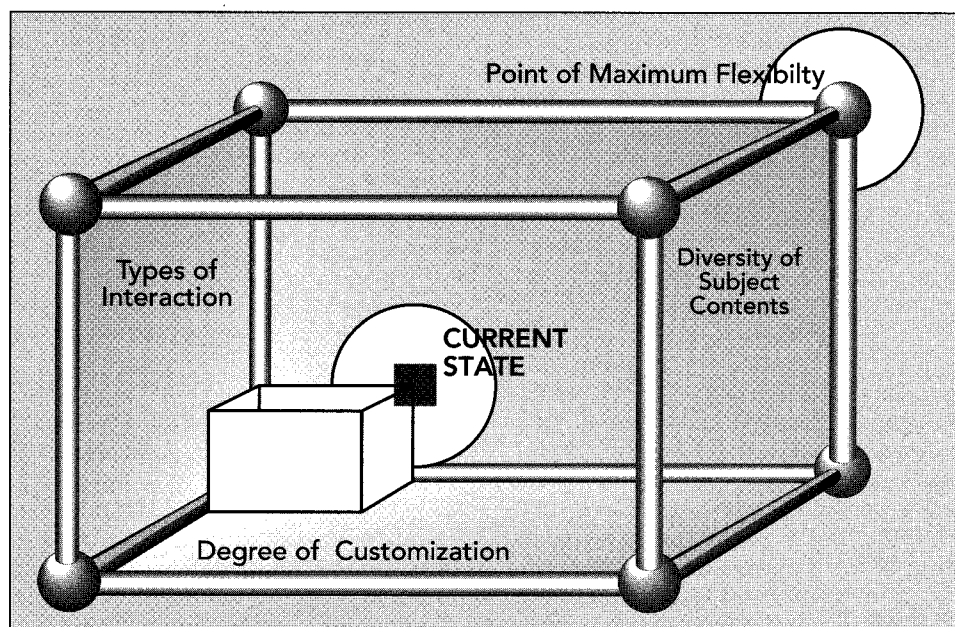 Point of Maximum Flexibilty
Types of
Interaction
Diversity of
Subject
Contents
CURRENT
STATE
Degree of Customization